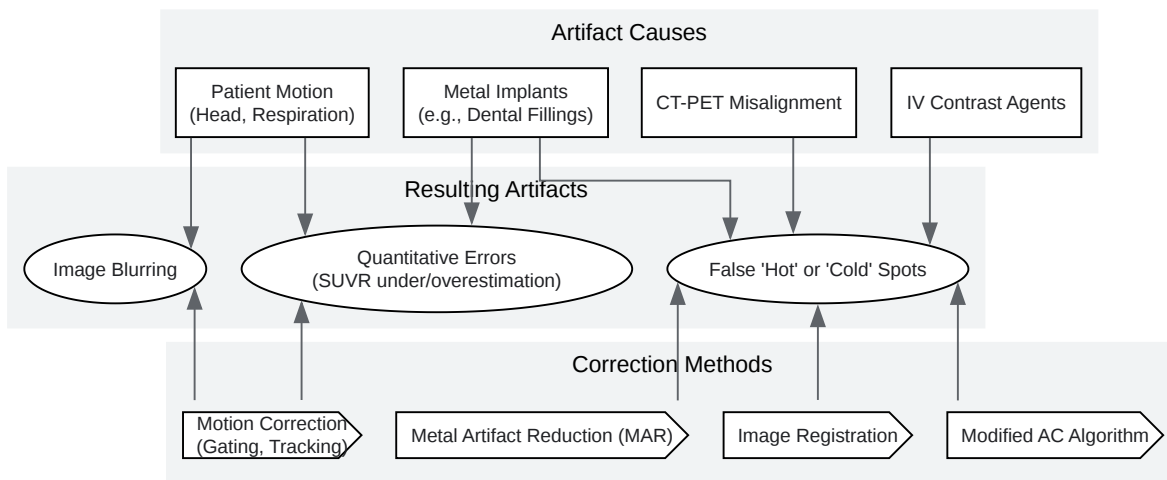 Artifact Causes
Patient Motion
(Head, Respiration)
Metal Implants
(e.g., Dental Fillings)
CT-PET Misalignment
IV Contrast Agents
Resulting Artifacts
Image Blurring
Quantitative Errors
(SUVR under/overestimation)
False 'Hot' or 'Cold' Spots
Correction Methods
Motion Correction
(Gating, Tracking)
Metal Artifact Reduction (MAR)
Image Registration
Modified AC Algorithm